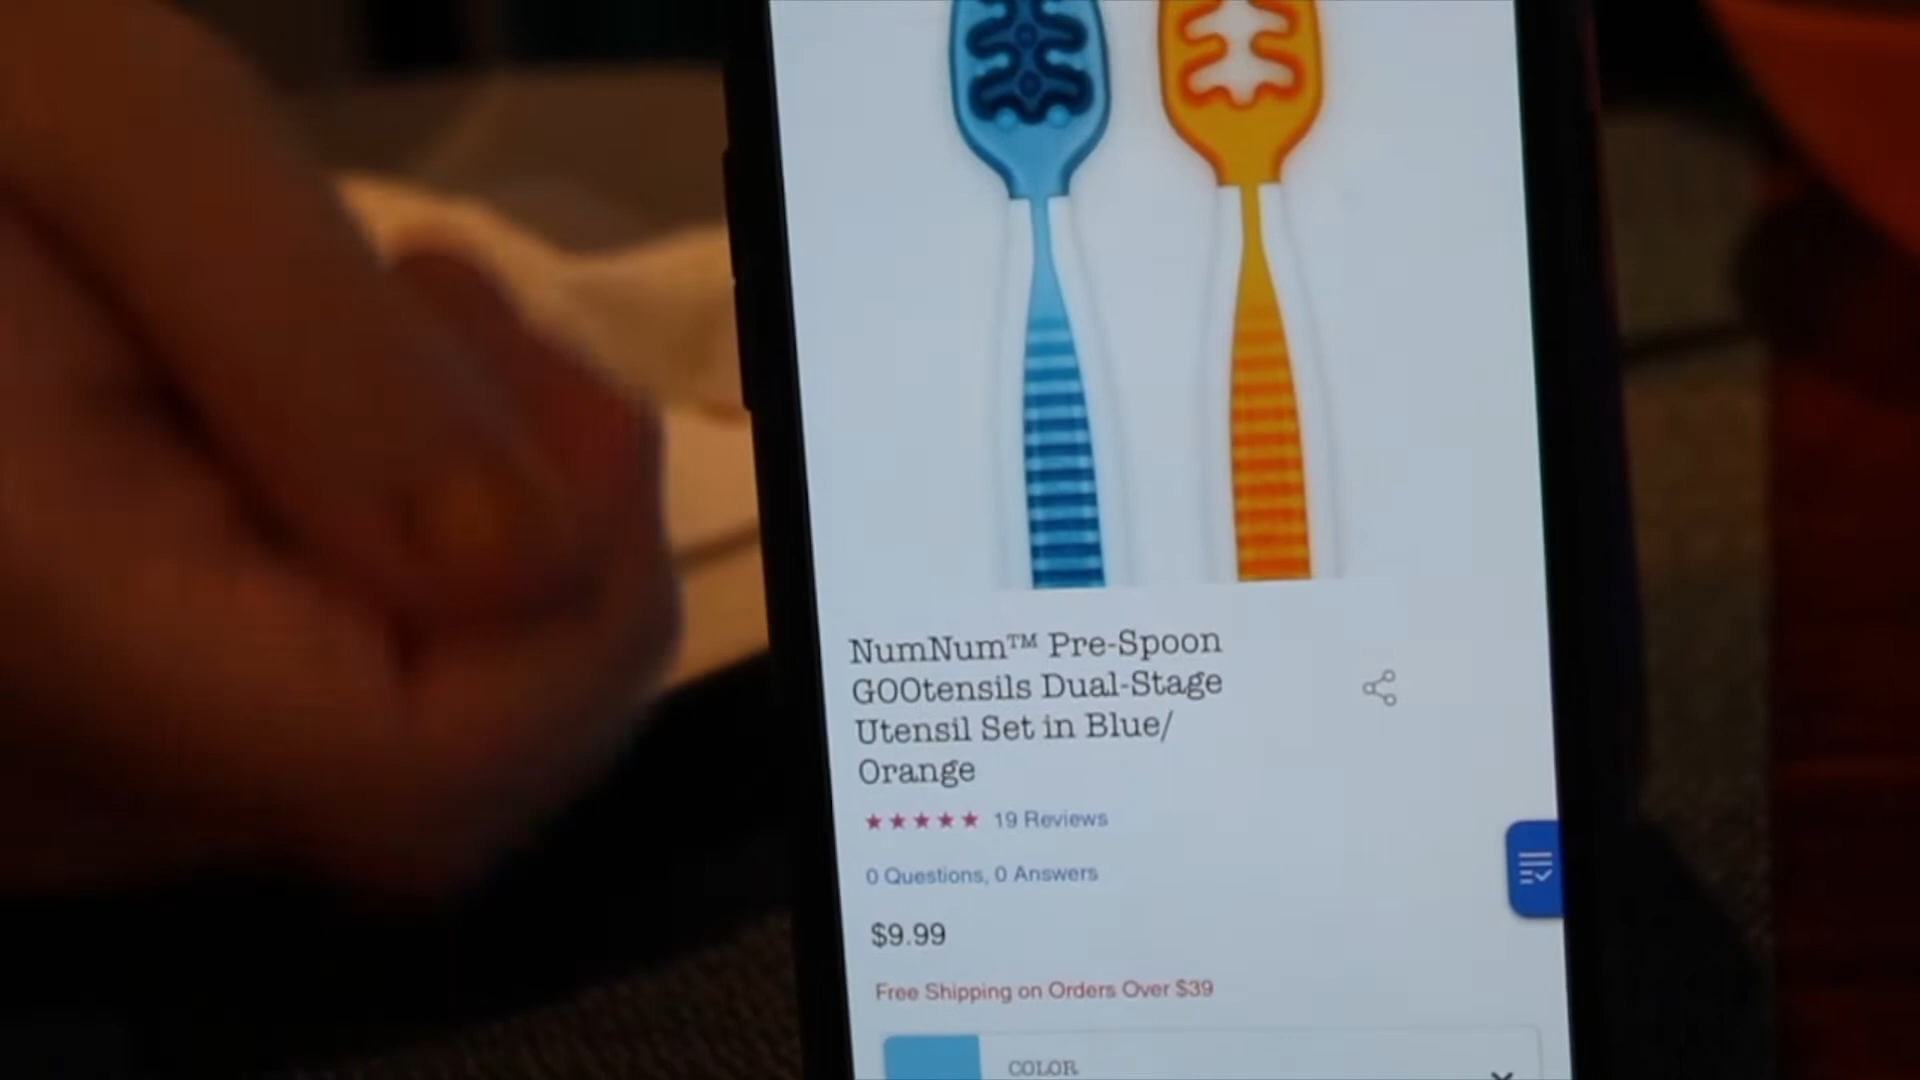 NumNum™ Pre-Spoon
GOOtensils Dual-Stage
Utensil Set in Blue/
Orange
19 Reviews
0 Questions, 0 Answers
$9.99
Free Shipping on Orders Over $39
COLOR